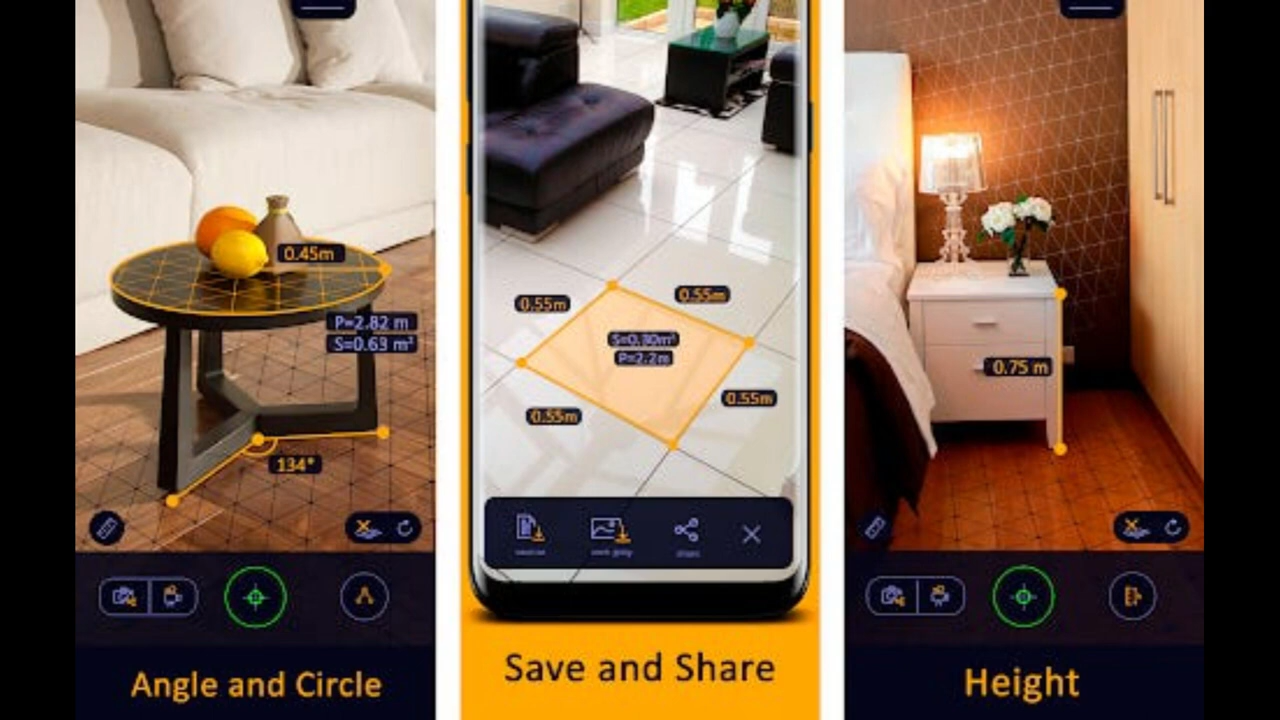 0.45m
P=2.82 m
S=0.63 m²
134°
Angle and Circle
0.55m
0.55m
S=0.30m²
P=2.2m
0.55m
0.55m
share
Save and Share
0.75 m
Height